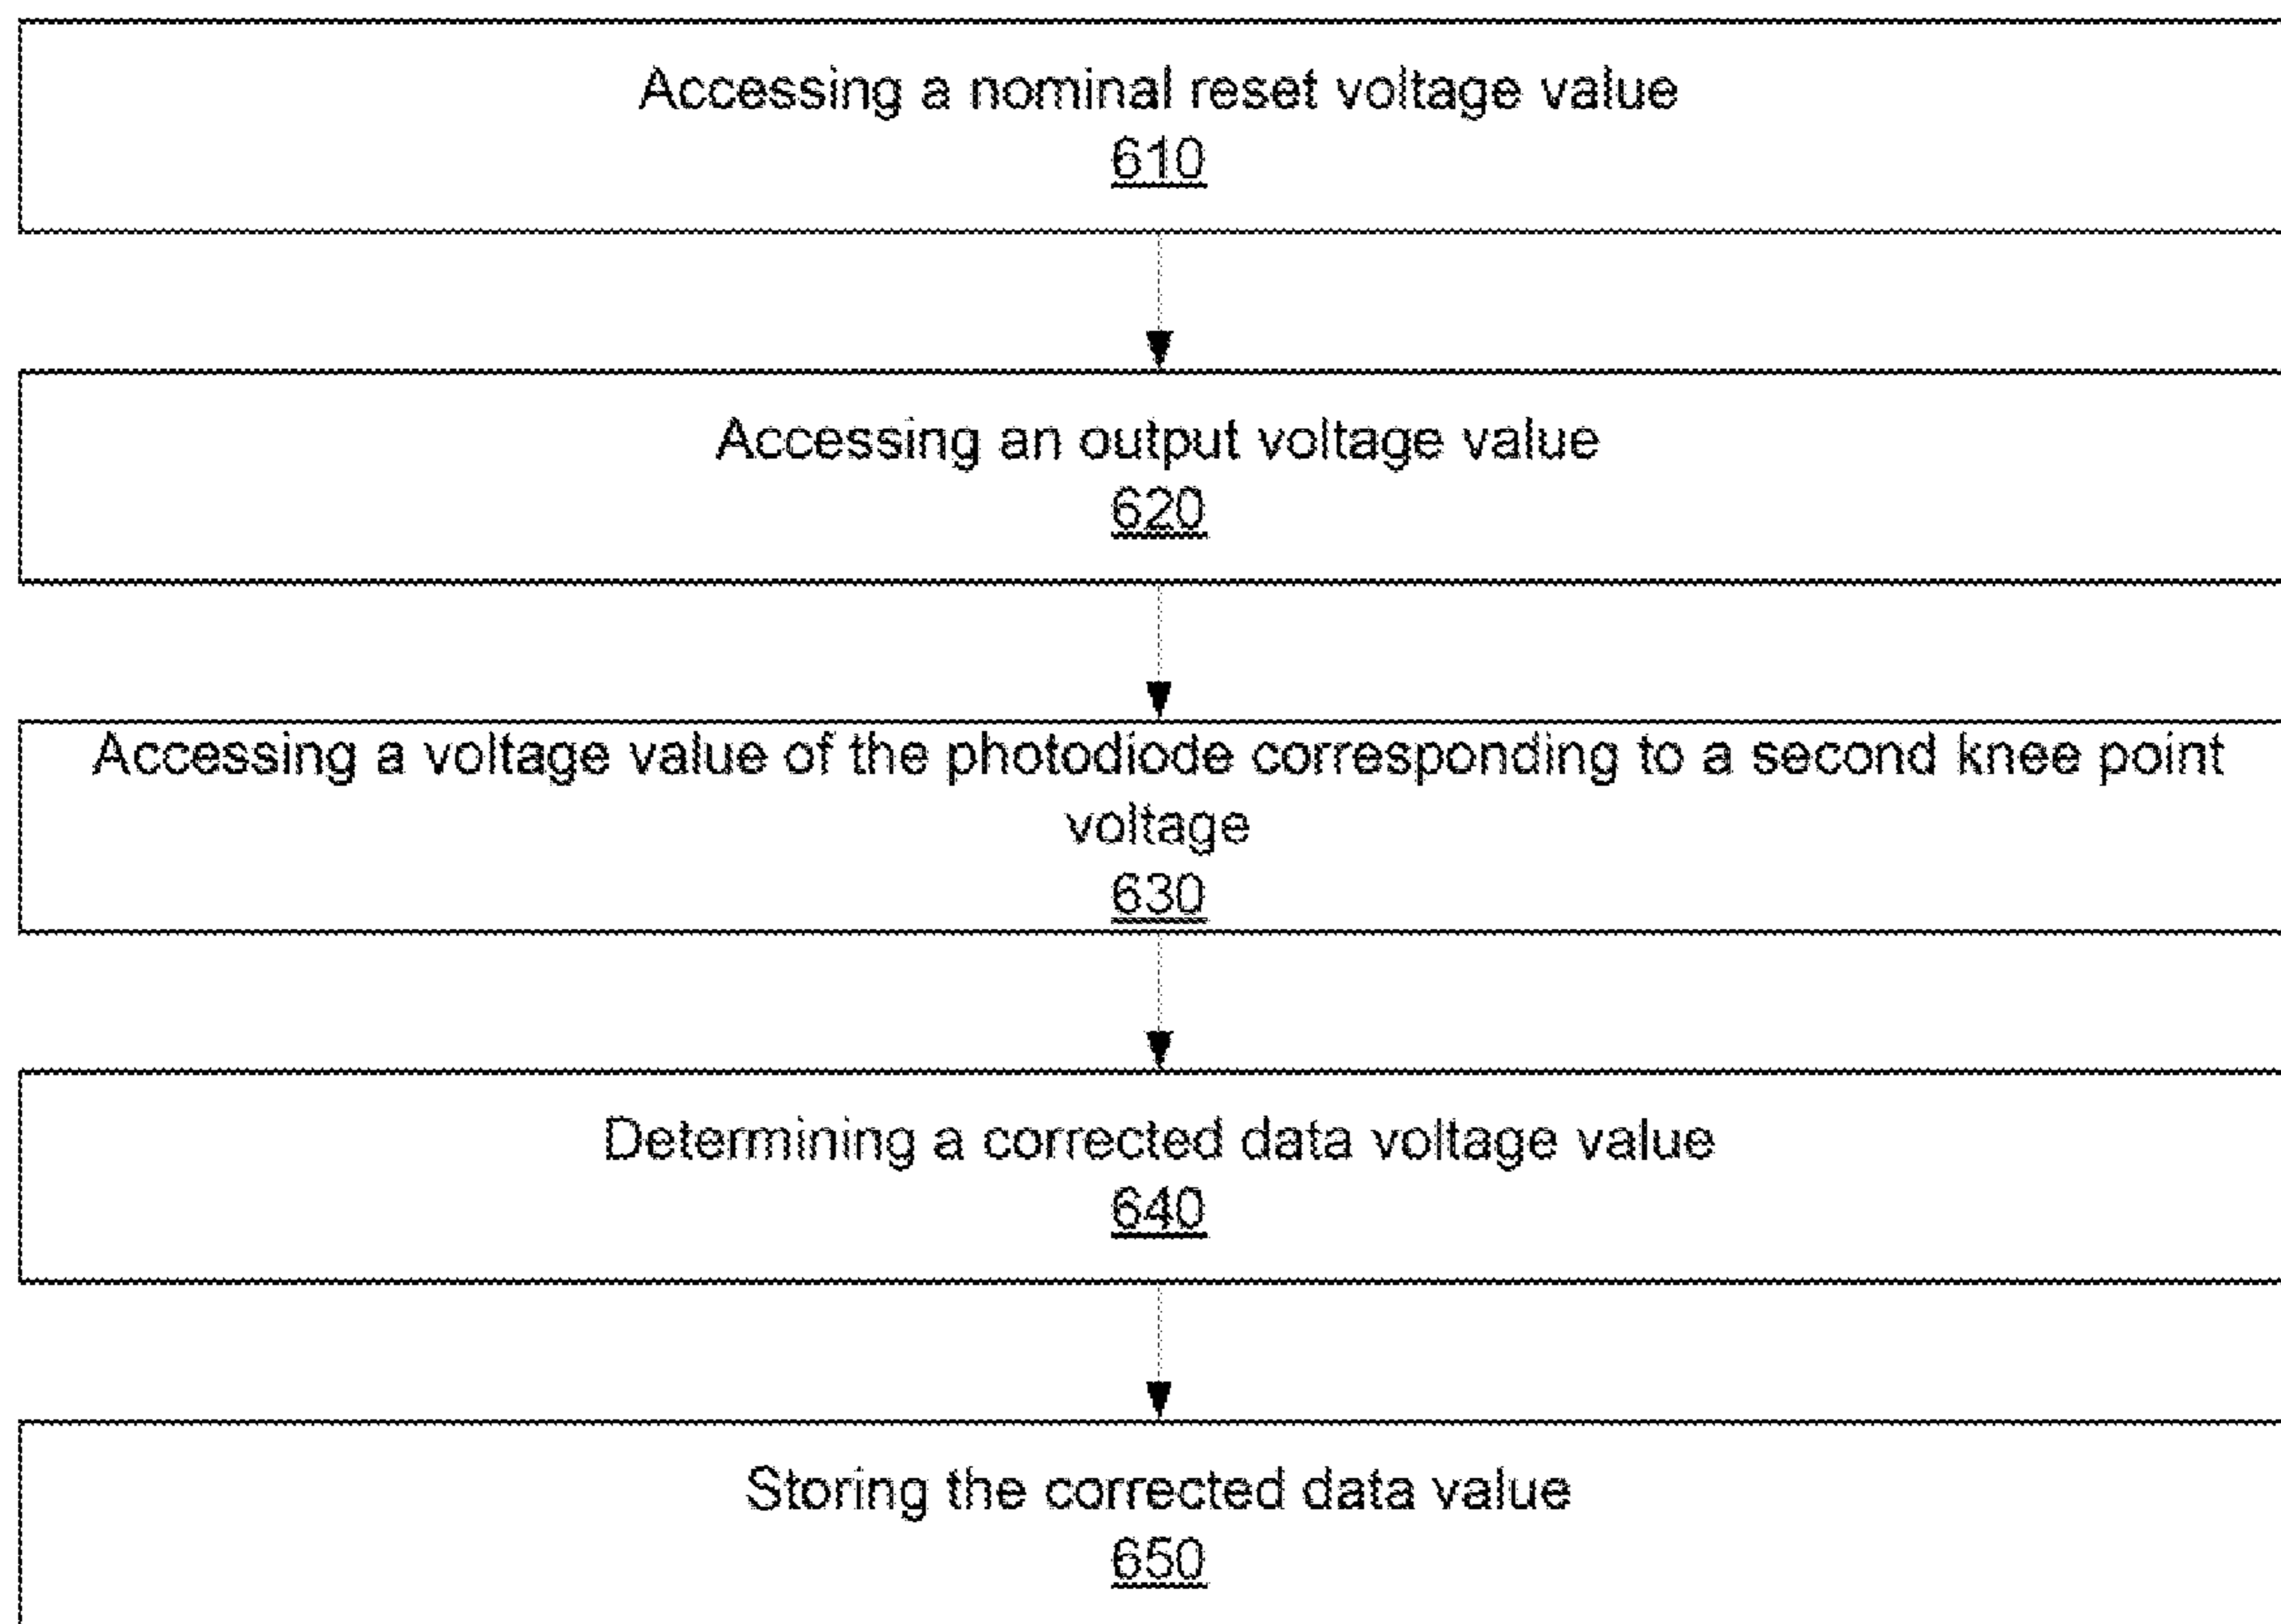 Accessing a nominal reset voltage value
610
Accessing an output voltage value
620
Accessing a voltage value of the photodiode corresponding to a second knee point
voltage
630
Determining a corrected data voltage value
640
Storing the corrected data value
650